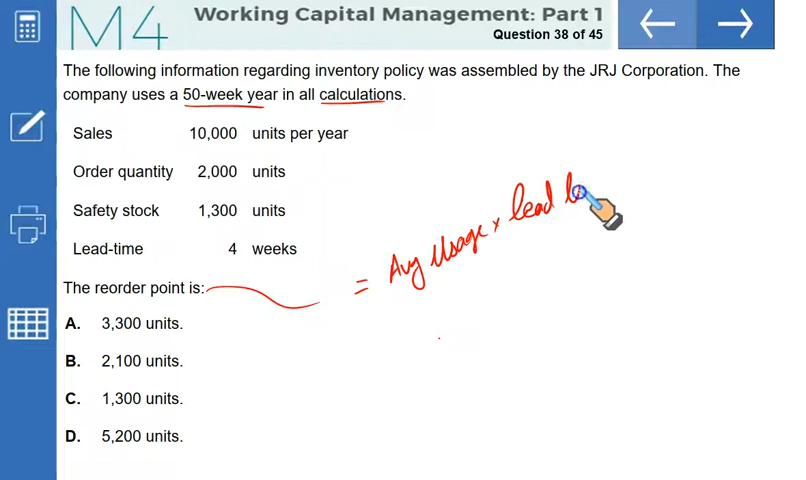 M4
Working Capital Management: Part 1
Question 38 of 45
The following information regarding inventory policy was assembled by the JRJ Corporation. The
company uses a 50-week year in all calculations.
Sales 10,000 units per year
Order quantity 2,000 units
Safety stock 1,300 units
Lead-time 4 weeks
= Avg Usage × lead
The reorder point is:
A. 3,300 units.
B. 2,100 units.
C. 1,300 units.
D. 5,200 units.